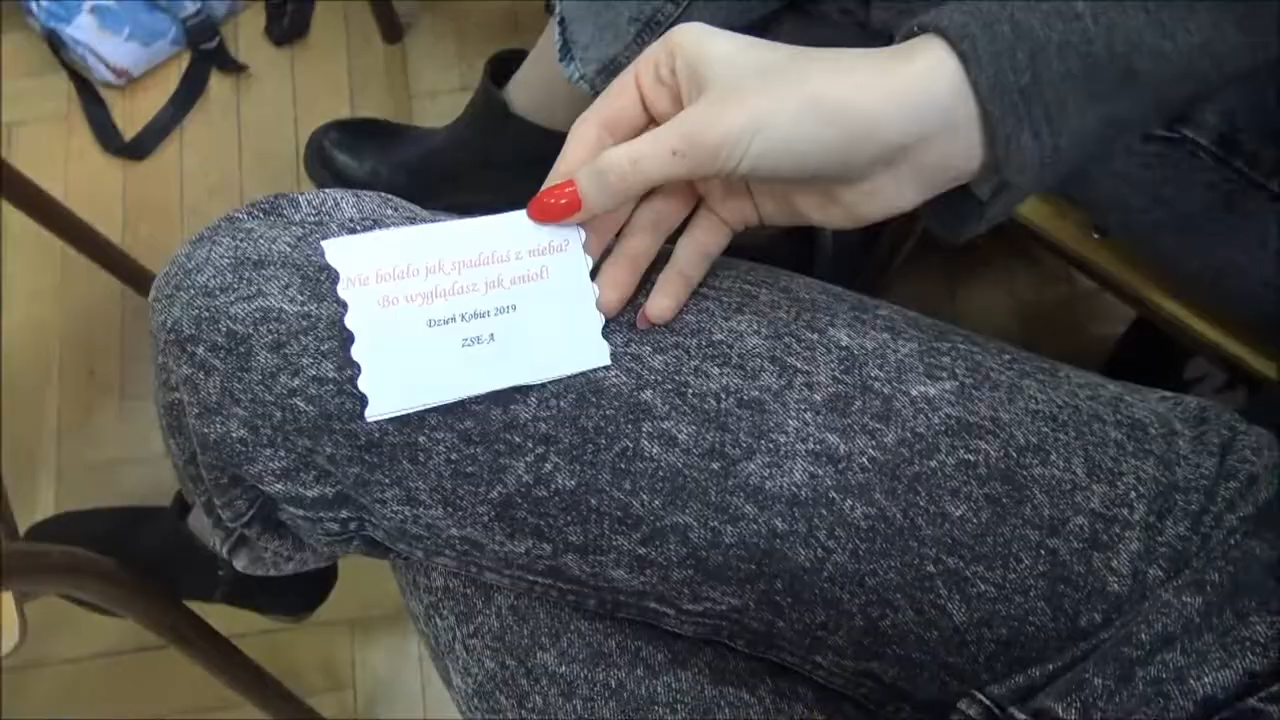 Nie bolało jak spadałaś z nieba?
Bo wyglądasz jak anioł!
Dzień Kobiet 2019
ZSE-A